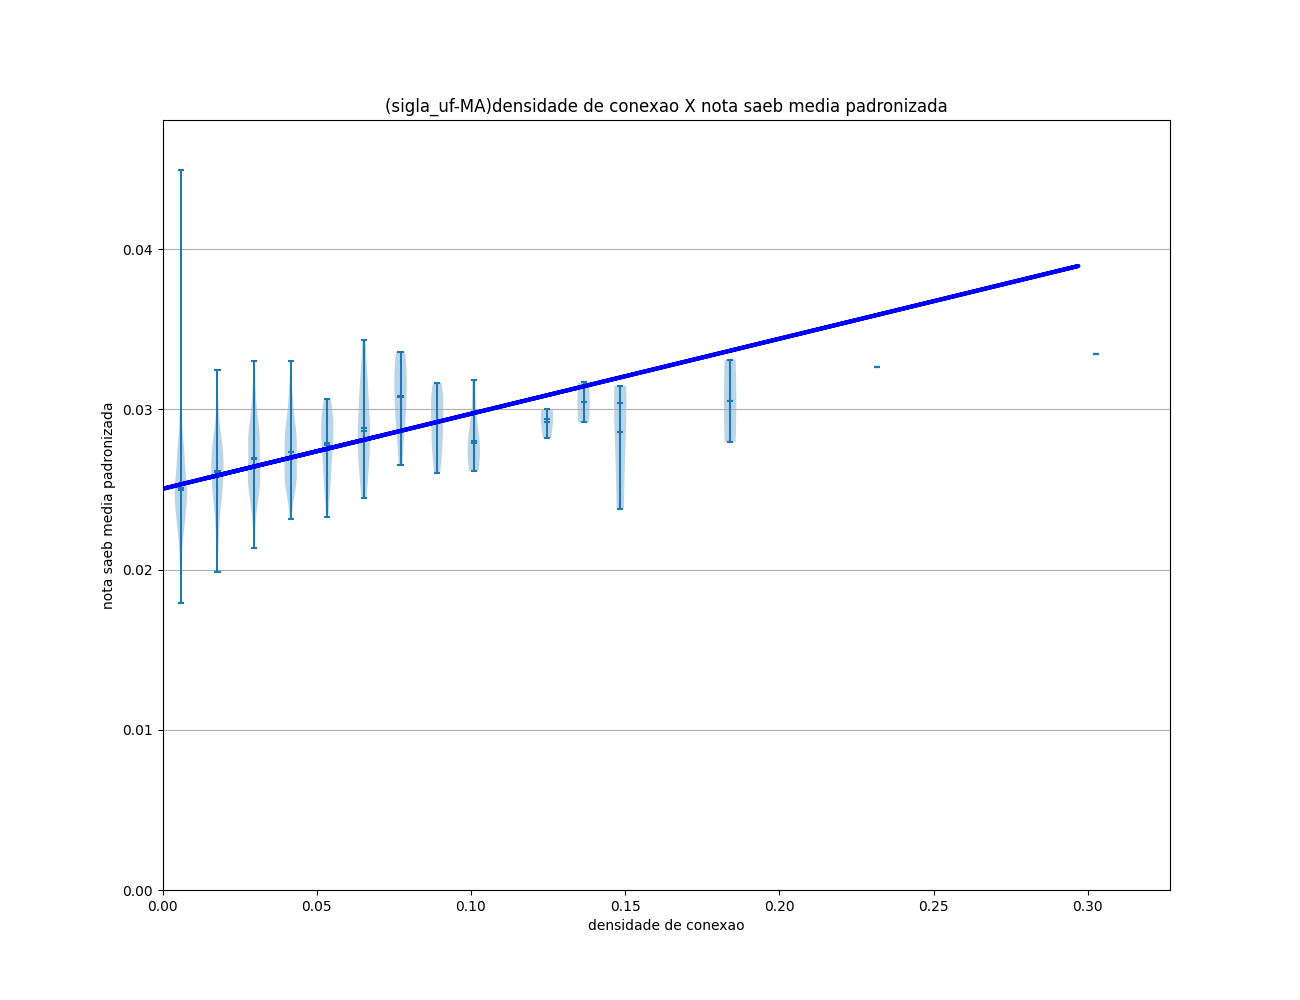 (sigla_uf-MA)densidade de conexao X nota saeb media padronizada
nota saeb media padronizada
0.04
0.03
0.02
0.01
0.00
0.00 0.05 0.10 0.15 0.20 0.25 0.30
densidade de conexao